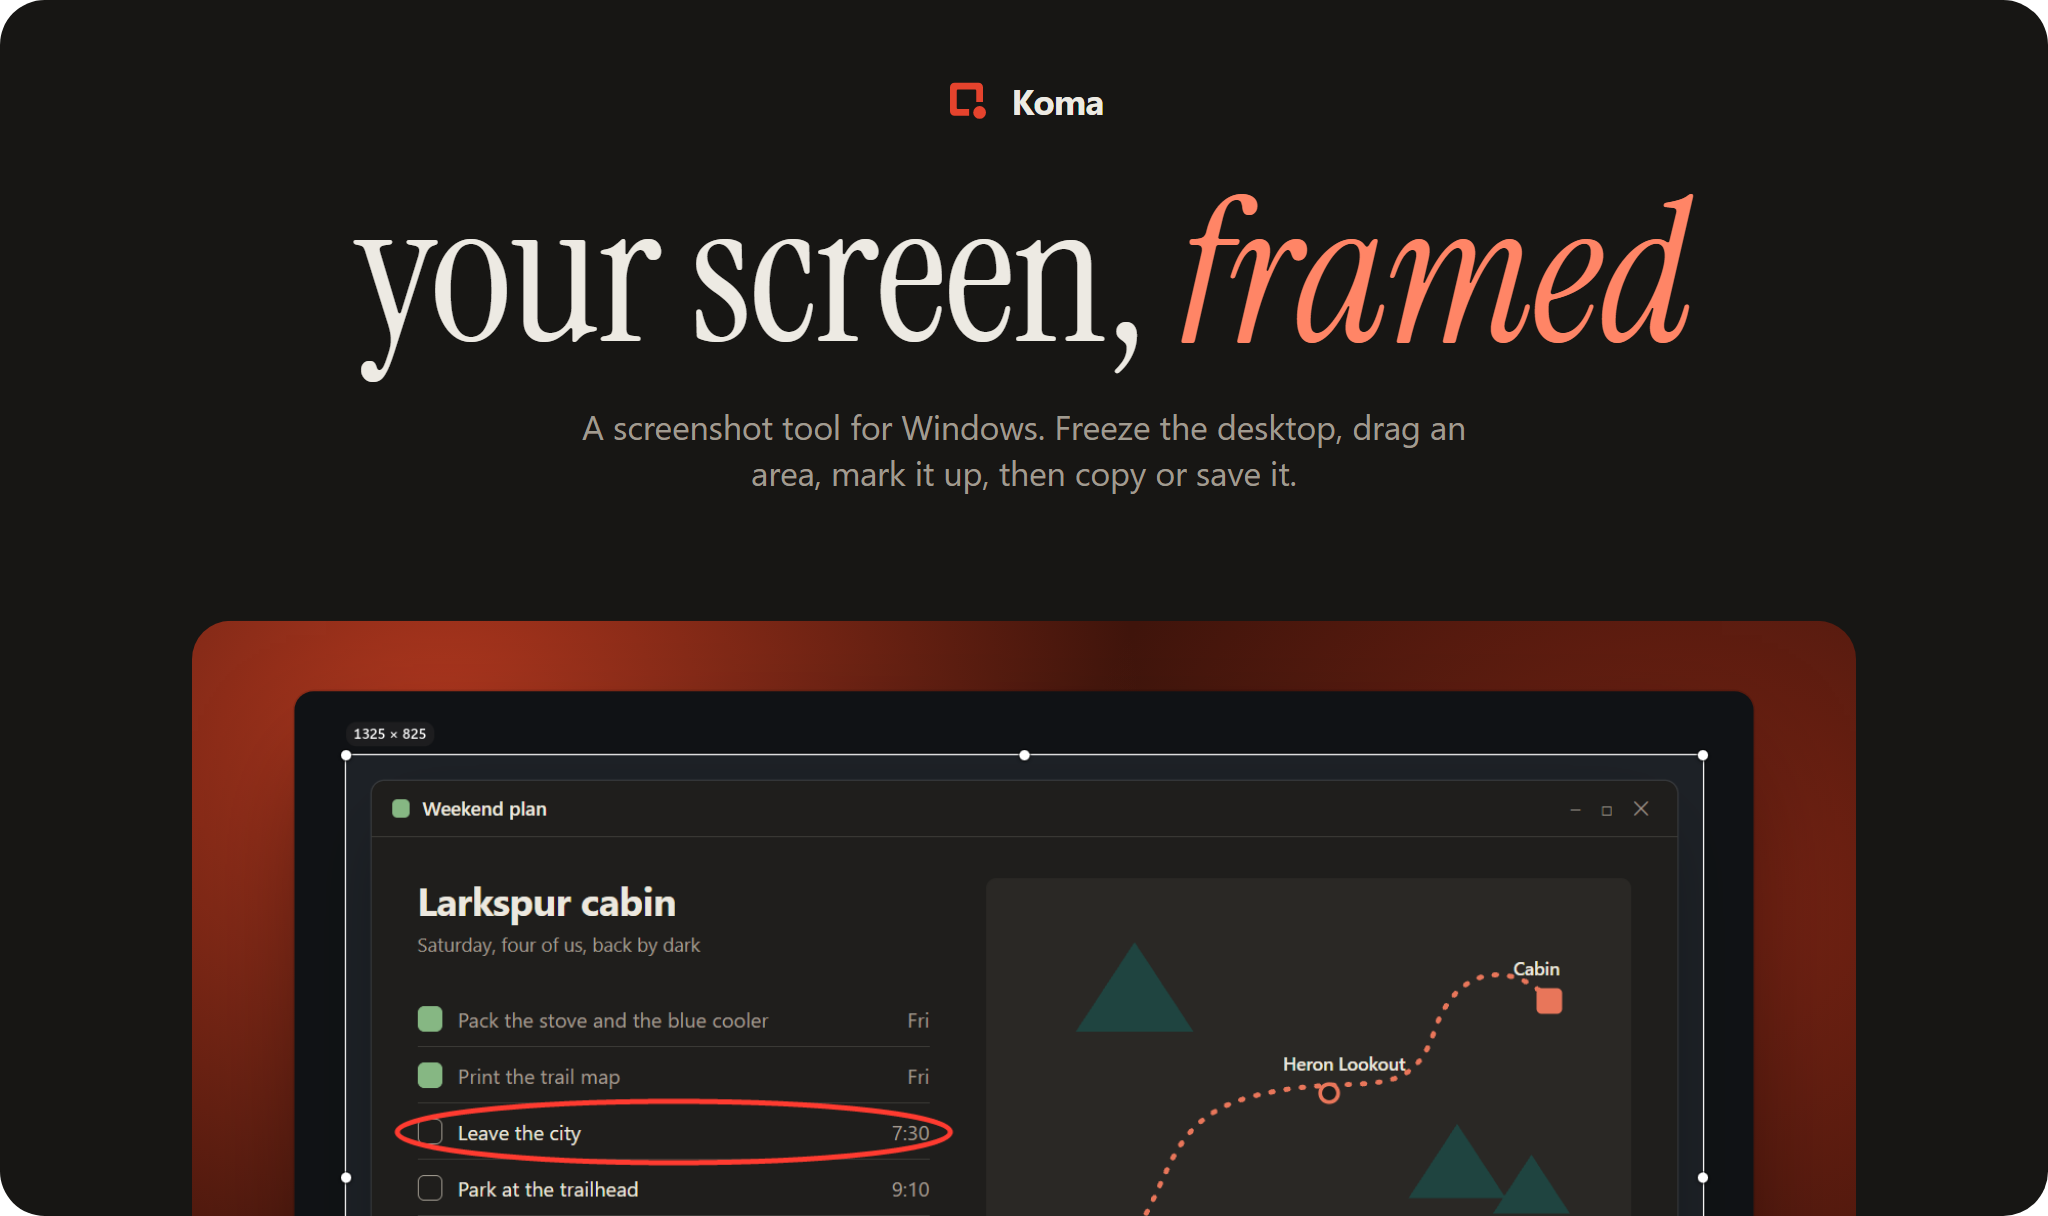 Koma
your screen, framed
A screenshot tool for Windows. Freeze the desktop, drag an
area, mark it up, then copy or save it.
1325 × 825
Weekend plan
Larkspur cabin
Saturday, four of us, back by dark
Pack the stove and the blue cooler Fri
Print the trail map Fri
Leave the city 7:30
Park at the trailhead 9:10
Cabin
Heron Lookout